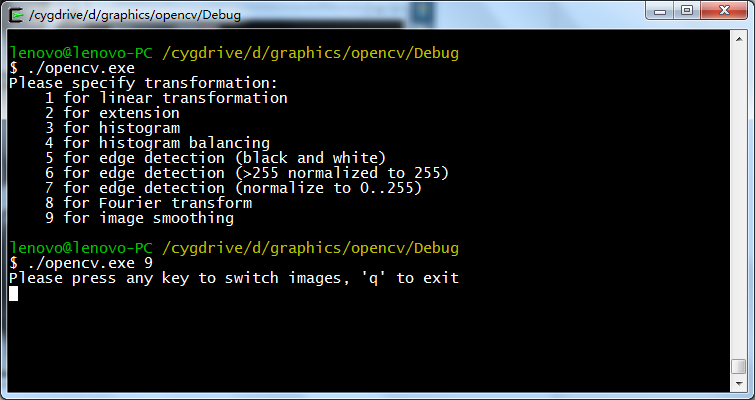 /cygdrive/d/graphics/opencv/Debug
lenovo@lenovo-PC /cygdrive/d/graphics/opencv/Debug
$ ./opencv.exe
Please specify transformation:
    1 for linear transformation
    2 for extension
    3 for histogram
    4 for histogram balancing
    5 for edge detection (black and white)
    6 for edge detection (>255 normalized to 255)
    7 for edge detection (normalize to 0..255)
    8 for Fourier transform
    9 for image smoothing
lenovo@lenovo-PC /cygdrive/d/graphics/opencv/Debug
$ ./opencv.exe 9
Please press any key to switch images, 'q' to exit